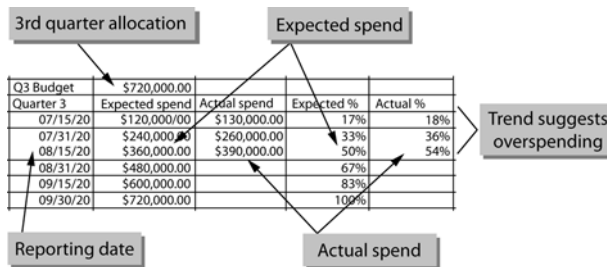 3rd quarter allocation
Expected spend
Q3 Budget $720,000.00
Quarter 3 Expected spend Actual spend Expected % Actual %
07/15/20 $120,000/00 $130,000.00 17% 18%
07/31/20 $240,000.00 $260,000.00 33% 36%
08/15/20 $360,000.00 $390,000.00 50% 54%
08/31/20 $480,000.00 67%
09/15/20 $600,000.00 83%
09/30/20 $720,000.00 100%
Trend suggests
overspending
Reporting date
Actual spend